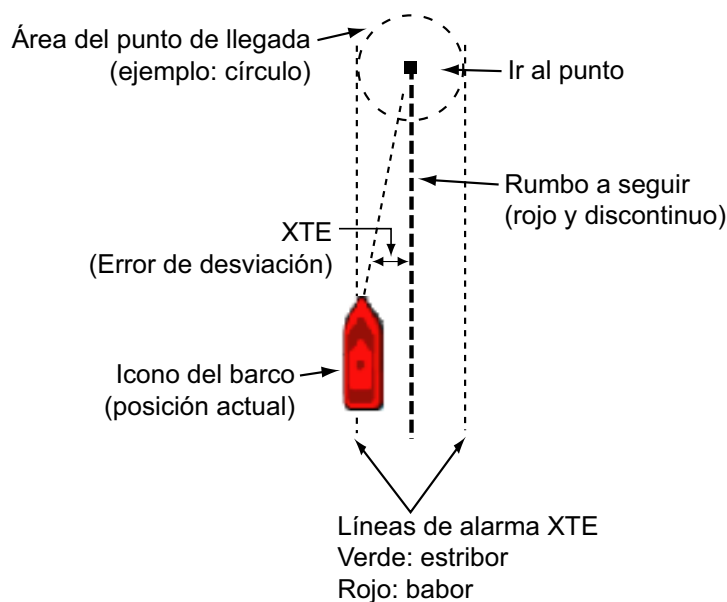 Área del punto de llegada
(ejemplo: círculo)
Ir al punto
Rumbo a seguir
(rojo y discontinuo)
XTE
(Error de desviación)
Icono del barco
(posición actual)
Líneas de alarma XTE
Verde: estribor
Rojo: babor